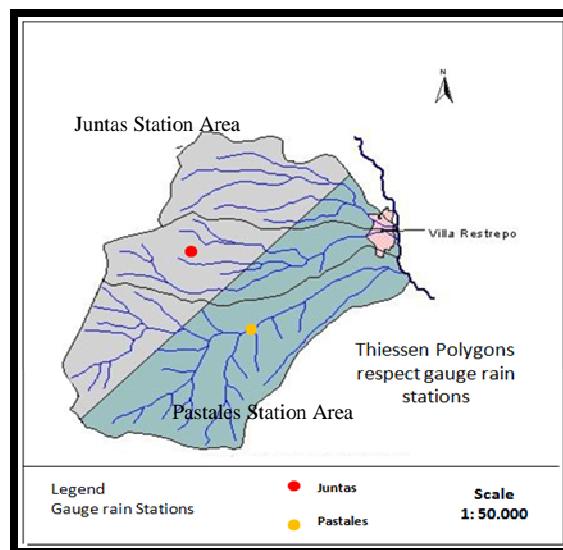 N
Juntas Station Area
Villa Restrepo
Thiessen Polygons
respect gauge rain
stations
Pastales Station Area
Legend
Gauge rain Stations
Juntas
Pastales
Scale
1: 50.000